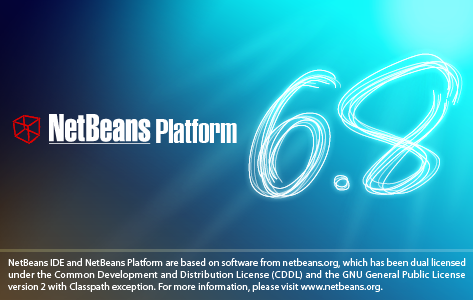 NetBeans Platform 6.8
NetBeans IDE and NetBeans Platform are based on software from netbeans.org, which has been dual licensed
under the Common Development and Distribution License (CDDL) and the GNU General Public License
version 2 with Classpath exception. For more information, please visit www.netbeans.org.